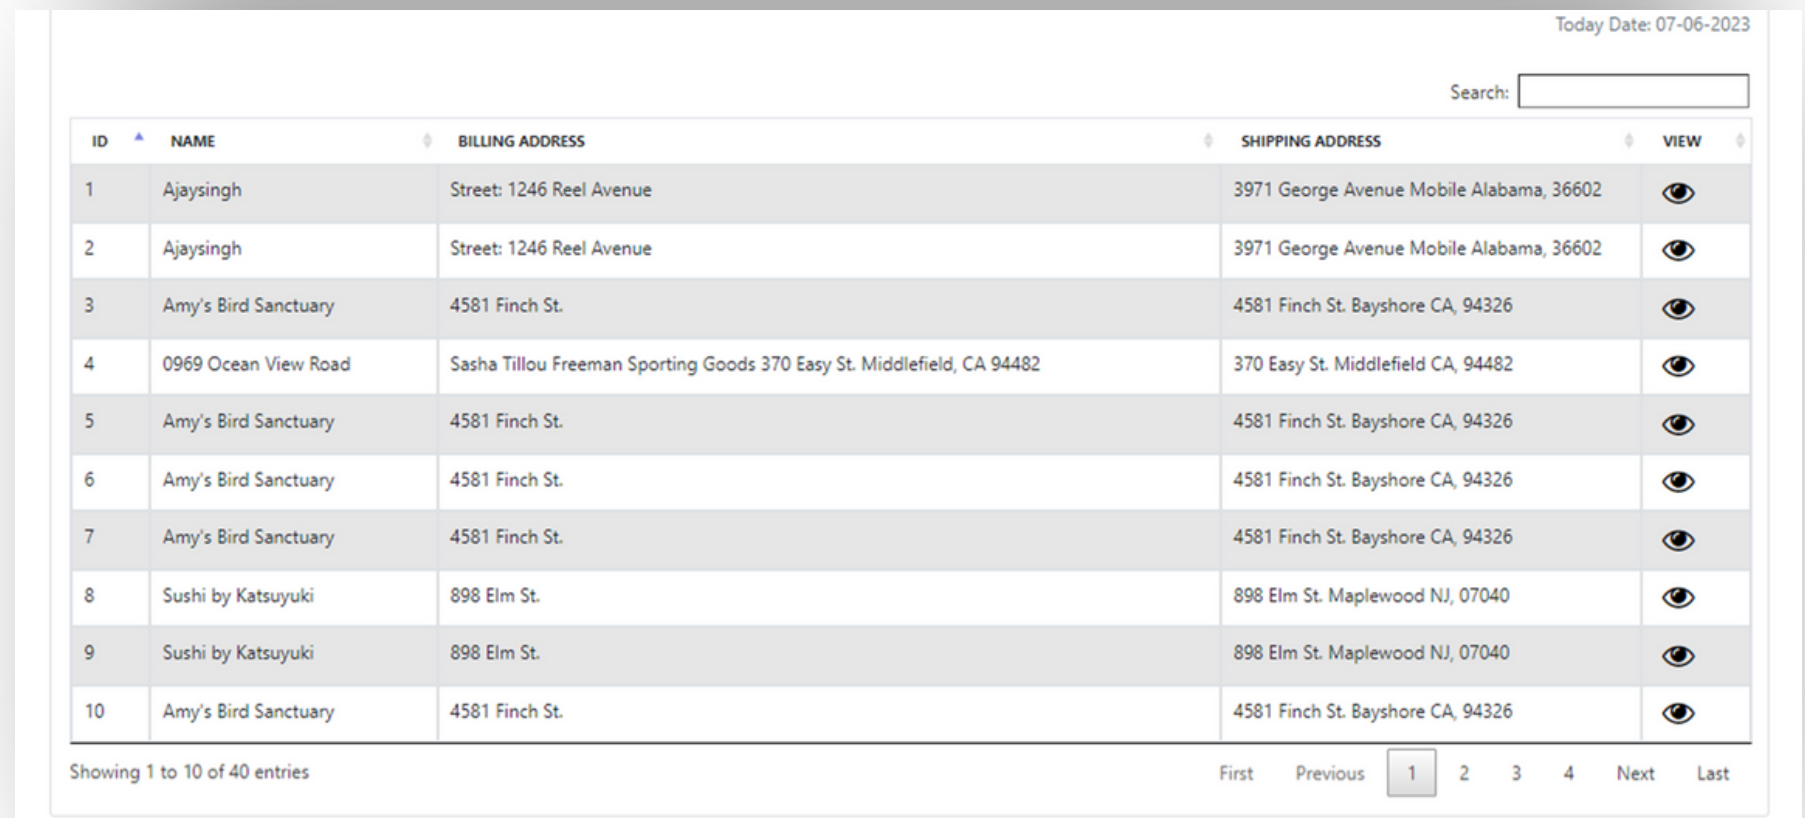 Today Date: 07-06-2023
Search:
ID NAME BILLING ADDRESS SHIPPING ADDRESS VIEW
1 Ajaysingh Street: 1246 Reel Avenue 3971 George Avenue Mobile Alabama, 36602
2 Ajaysingh Street: 1246 Reel Avenue 3971 George Avenue Mobile Alabama, 36602
3 Amy's Bird Sanctuary 4581 Finch St. 4581 Finch St. Bayshore CA, 94326
4 0969 Ocean View Road Sasha Tillou Freeman Sporting Goods 370 Easy St. Middlefield, CA 94482 370 Easy St. Middlefield CA, 94482
5 Amy's Bird Sanctuary 4581 Finch St. 4581 Finch St. Bayshore CA, 94326
6 Amy's Bird Sanctuary 4581 Finch St. 4581 Finch St. Bayshore CA, 94326
7 Amy's Bird Sanctuary 4581 Finch St. 4581 Finch St. Bayshore CA, 94326
8 Sushi by Katsuyuki 898 Elm St. 898 Elm St. Maplewood NJ, 07040
9 Sushi by Katsuyuki 898 Elm St. 898 Elm St. Maplewood NJ, 07040
10 Amy's Bird Sanctuary 4581 Finch St. 4581 Finch St. Bayshore CA, 94326
Showing 1 to 10 of 40 entries First Previous 1 2 3 4 Next Last